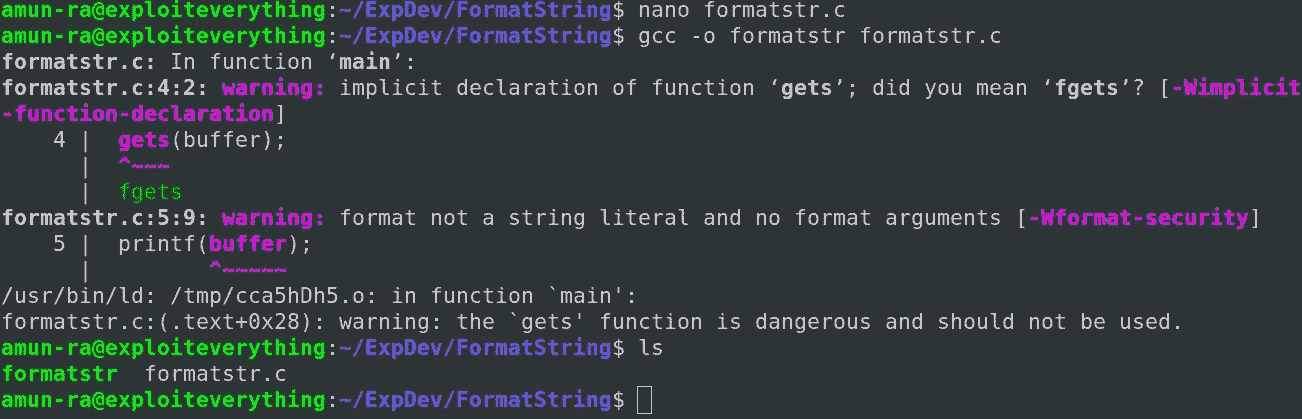 amun-ra@exploiteverything:~/ExpDev/FormatString$ nano formatstr.c
amun-ra@exploiteverything:~/ExpDev/FormatString$ gcc -o formatstr formatstr.c
formatstr.c: In function ‘main’:
formatstr.c:4:2: warning: implicit declaration of function ‘gets’; did you mean ‘fgets’? [-Wimplicit
-function-declaration]
    4 |  gets(buffer);
      |  ^~~~
      |  fgets
formatstr.c:5:9: warning: format not a string literal and no format arguments [-Wformat-security]
    5 |  printf(buffer);
      |         ^~~~~~
/usr/bin/ld: /tmp/cca5hDh5.o: in function `main':
formatstr.c:(.text+0x28): warning: the `gets' function is dangerous and should not be used.
amun-ra@exploiteverything:~/ExpDev/FormatString$ ls
formatstr  formatstr.c
amun-ra@exploiteverything:~/ExpDev/FormatString$